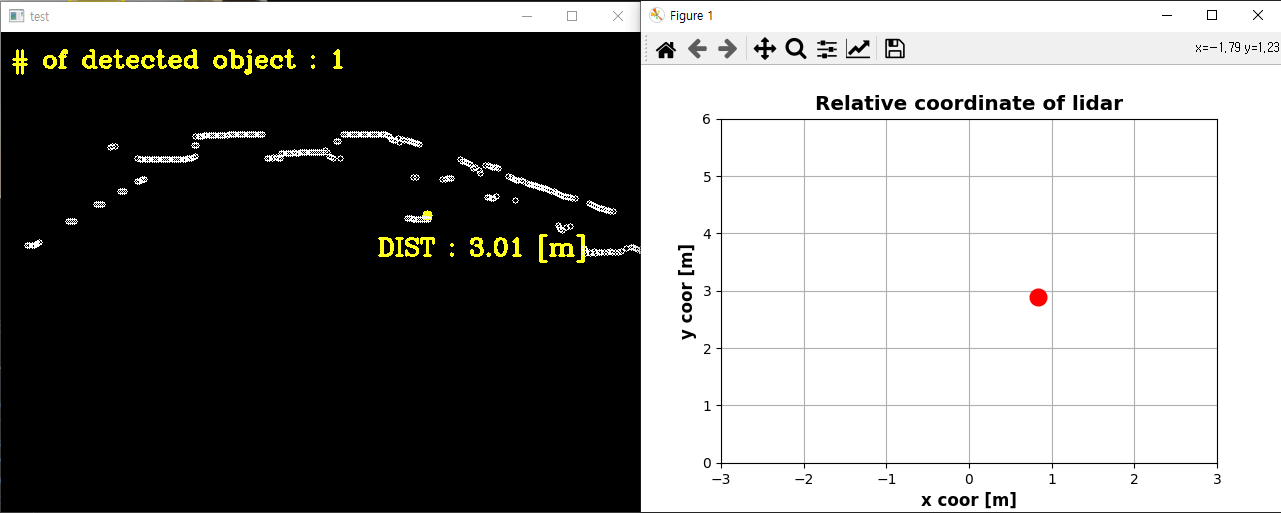 test
# of detected object : 1
DIST : 3.01 [m]
Figure 1
x=-1.79 y=1.23
Relative coordinate of lidar
6
5
4
3
2
1
0
y coor [m]
−3 −2 −1 0 1 2 3
x coor [m]